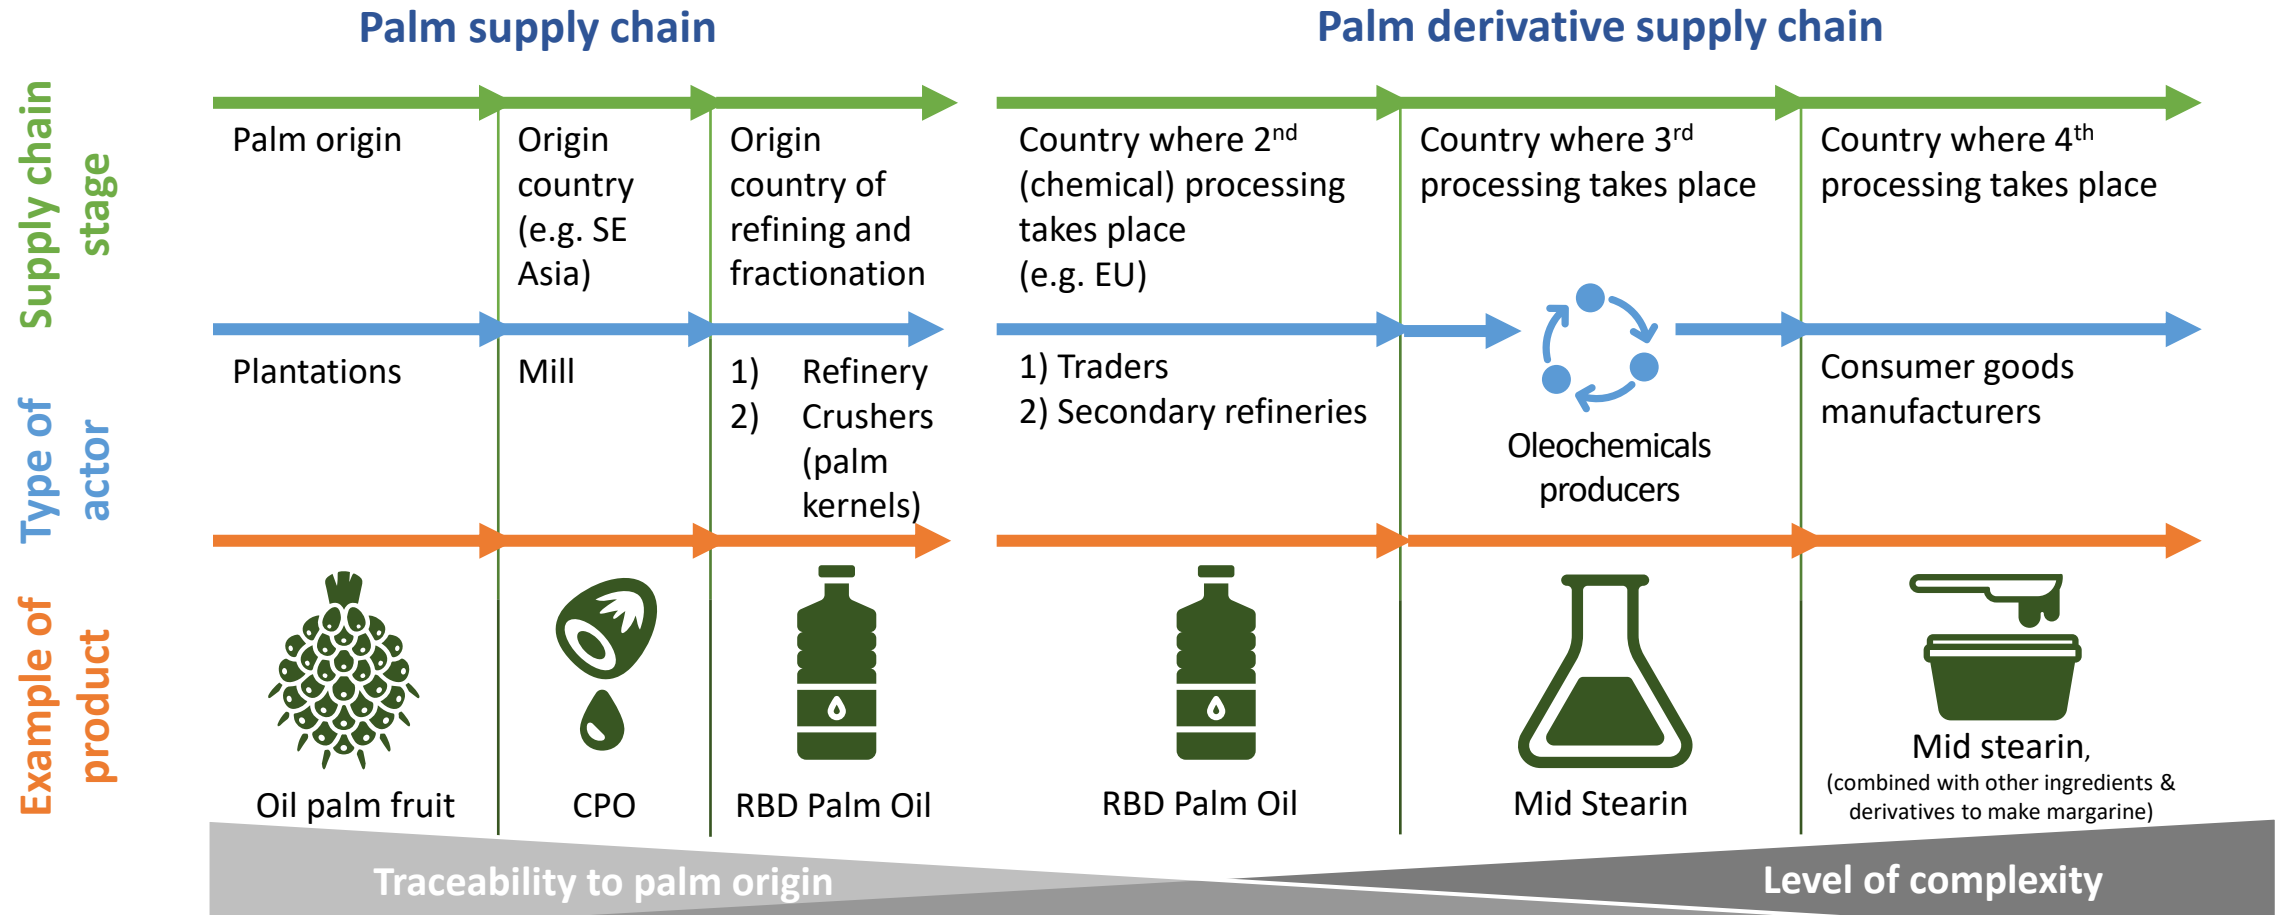 Palm supply chain
Palm derivative supply chain
Supply chain
stage
Palm origin
Origin
country
(e.g. SE
Asia)
Origin
country of
refining and
fractionation
Country where 2nd
(chemical) processing
takes place
(e.g. EU)
Country where 3rd
processing takes place
Country where 4th
processing takes place
Type of
actor
Plantations
Mill
1) Refinery
2) Crushers
(palm
kernels)
1) Traders
2) Secondary refineries
Oleochemicals
producers
Consumer goods
manufacturers
Example of
product
Oil palm fruit
CPO
RBD Palm Oil
RBD Palm Oil
Mid Stearin
Mid stearin,
(combined with other ingredients &
derivatives to make margarine)
Traceability to palm origin
Level of complexity